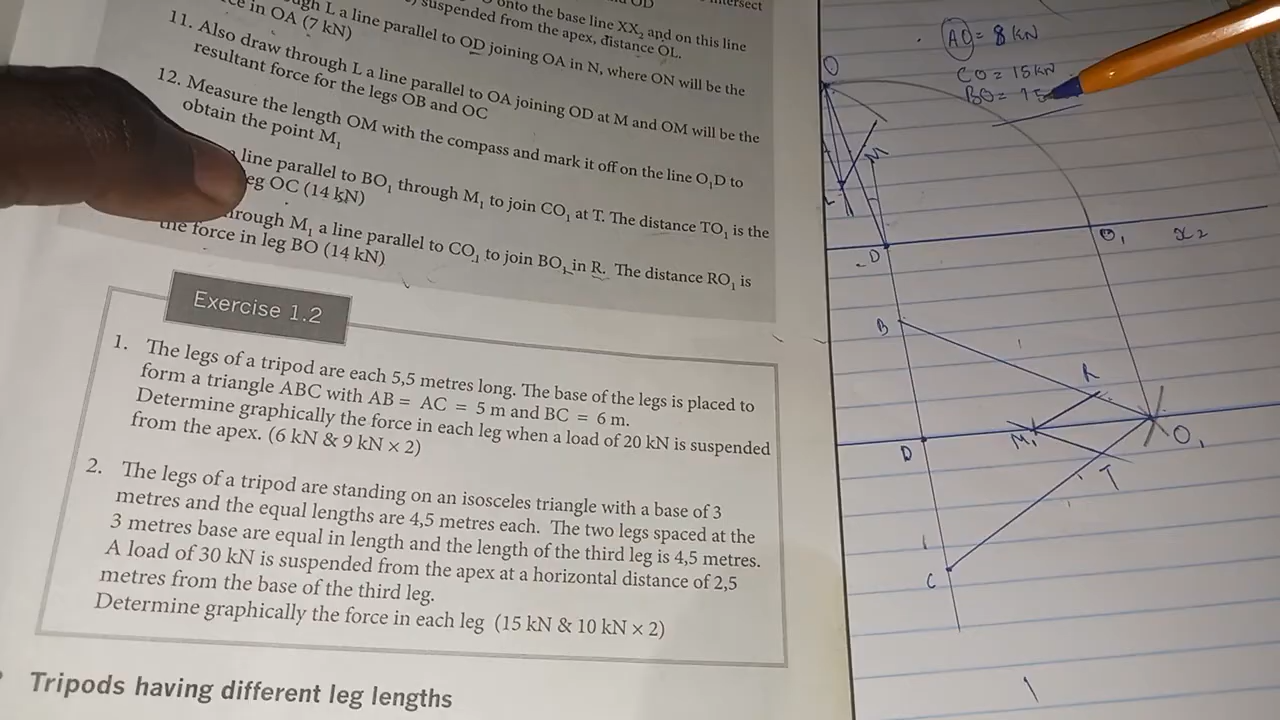 onto the base line XX₂ and on this line
suspended from the apex, distance OL.
L a line parallel to OD joining OA in N, where ON will be the
in OA (7 kN)
11. Also draw through L a line parallel to OA joining OD at M and OM will be the
resultant force for the legs OB and OC
12. Measure the length OM with the compass and mark it off on the line O₁D to
obtain the point M₁
line parallel to BO₁ through M₁ to join CO₁ at T. The distance TO₁ is the
OC (14 kN)
through M₁ a line parallel to CO₁ to join BO₁ in R. The distance RO₁ is
the force in leg BO (14 kN)
Exercise 1.2
1. The legs of a tripod are each 5,5 metres long. The base of the legs is placed to
form a triangle ABC with AB = AC = 5 m and BC = 6 m.
Determine graphically the force in each leg when a load of 20 kN is suspended
from the apex. (6 kN & 9 kN × 2)
2. The legs of a tripod are standing on an isosceles triangle with a base of 3
metres and the equal lengths are 4,5 metres each. The two legs spaced at the
3 metres base are equal in length and the length of the third leg is 4,5 metres.
A load of 30 kN is suspended from the apex at a horizontal distance of 2,5
metres from the base of the third leg.
Determine graphically the force in each leg (15 kN & 10 kN × 2)
Tripods having different leg lengths
AO = 8 kN
CO = 15 kN
BO = 15
O
M
L
D
O₁
x₂
B
R
D
M₁
O₁
T
C